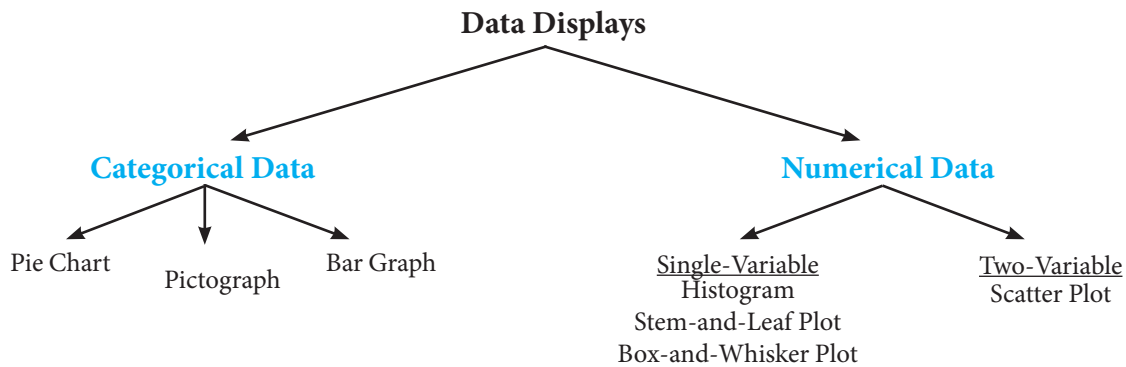 Data Displays
Categorical Data
Numerical Data
Pie Chart
Pictograph
Bar Graph
Single-Variable
Histogram
Stem-and-Leaf Plot
Box-and-Whisker Plot
Two-Variable
Scatter Plot